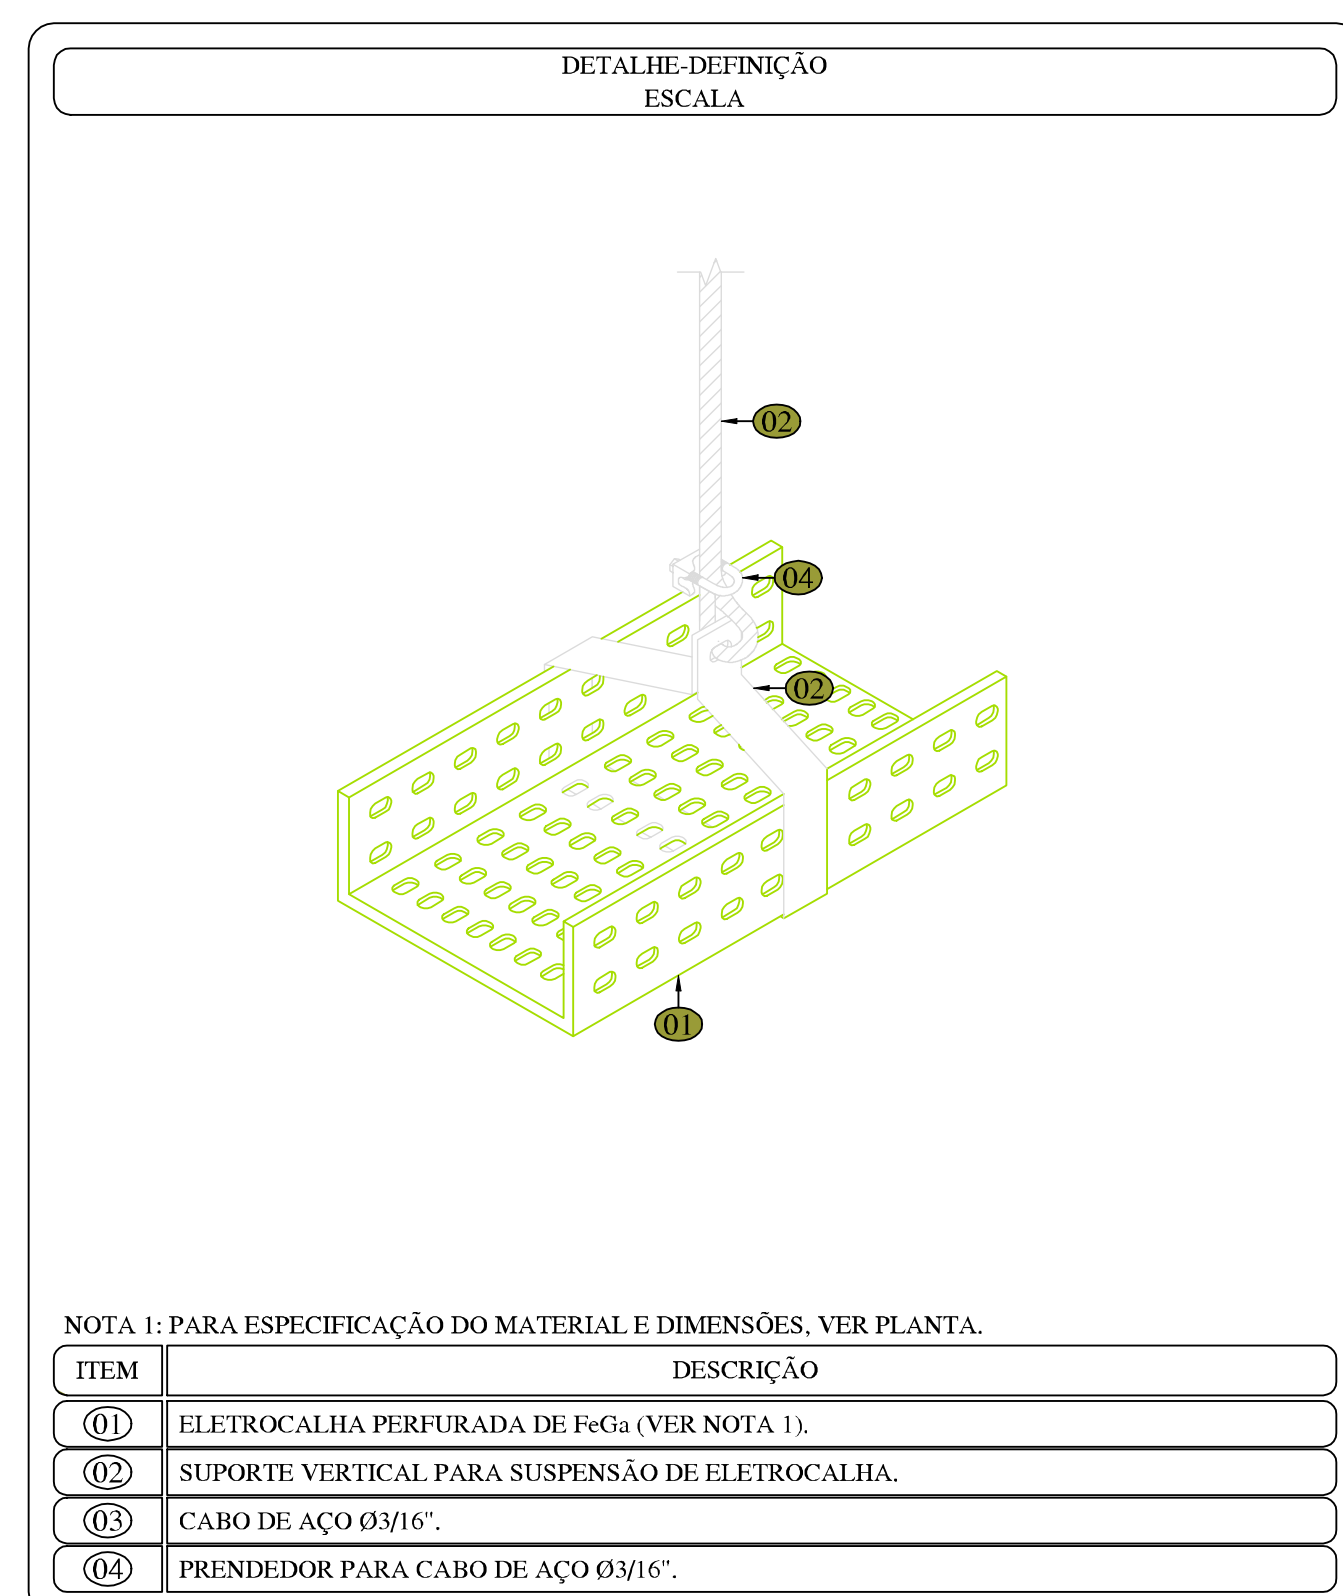 DETALHE-DEFINIÇÃO
ESCALA
02
04
02
01
NOTA 1: PARA ESPECIFICAÇÃO DO MATERIAL E DIMENSÕES, VER PLANTA.
ITEM DESCRIÇÃO
01 ELETROCALHA PERFURADA DE FeGa (VER NOTA 1).
02 SUPORTE VERTICAL PARA SUSPENSÃO DE ELETROCALHA.
03 CABO DE AÇO Ø3/16".
04 PRENDEDOR PARA CABO DE AÇO Ø3/16".